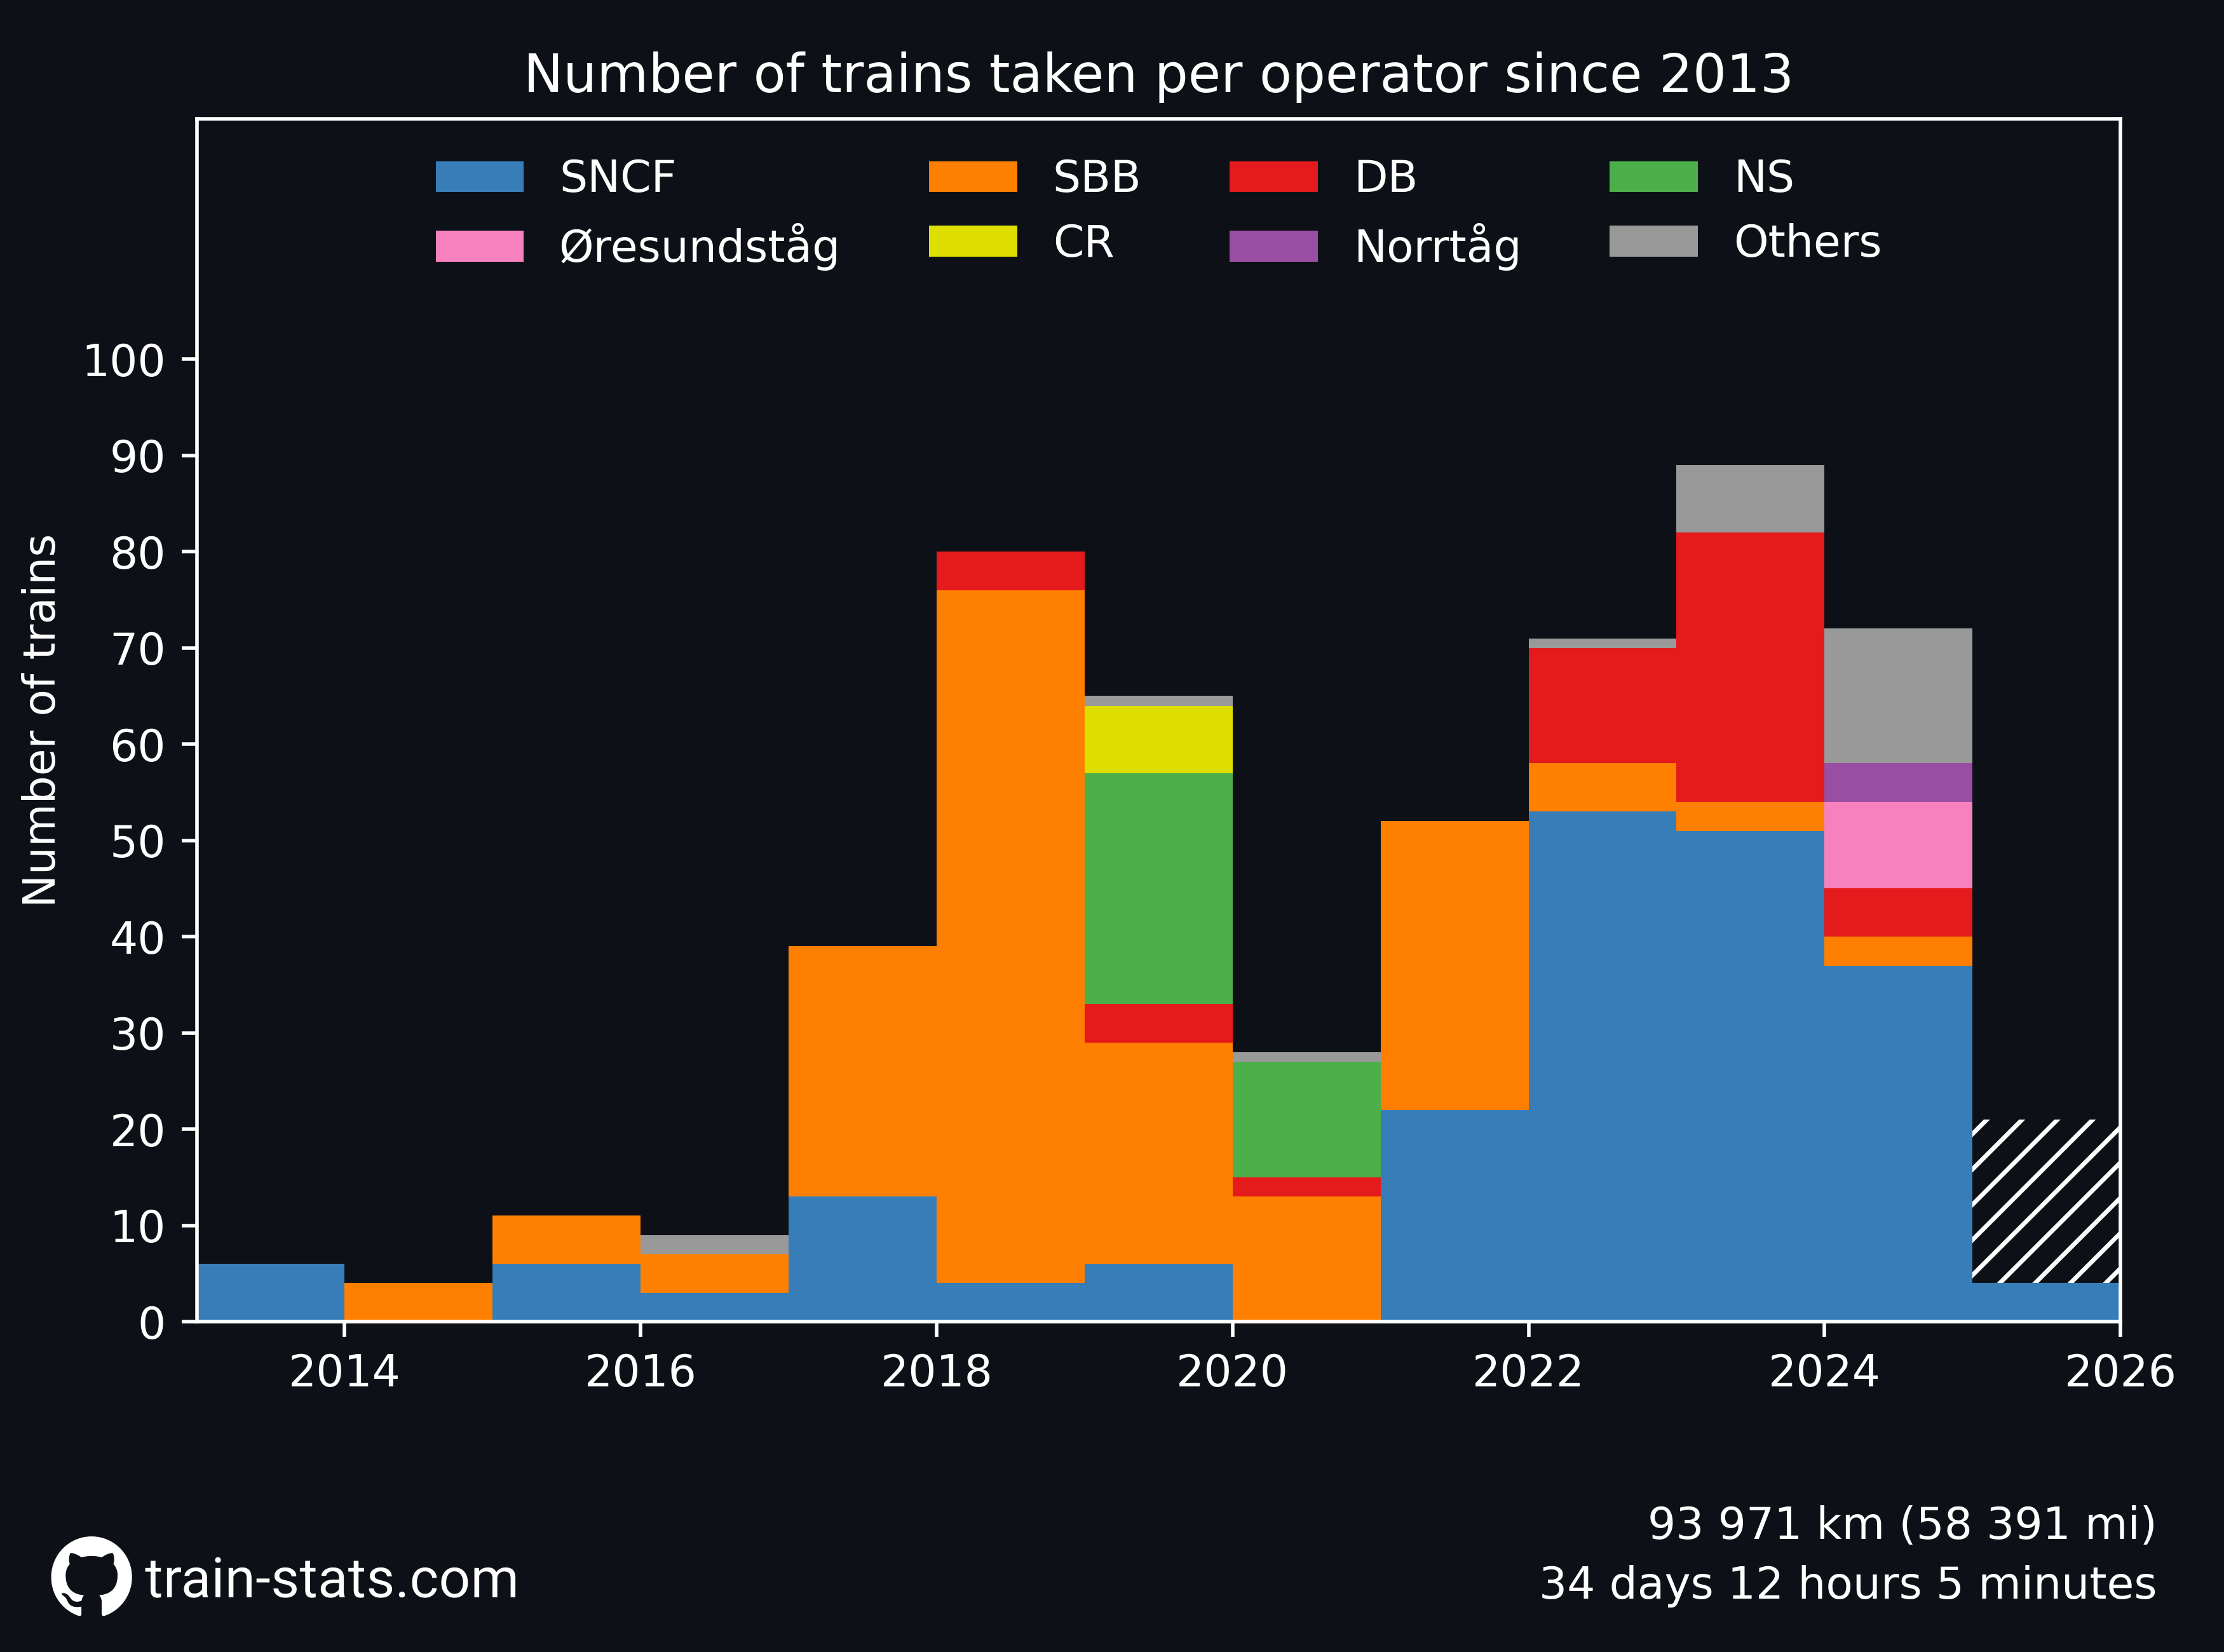 Number of trains taken per operator since 2013
SNCF SBB DB NS
Øresundståg CR Norrtåg Others
Number of trains
100
90
80
70
60
50
40
30
20
10
0
2014 2016 2018 2020 2022 2024 2026
93 971 km (58 391 mi)
train-stats.com
34 days 12 hours 5 minutes